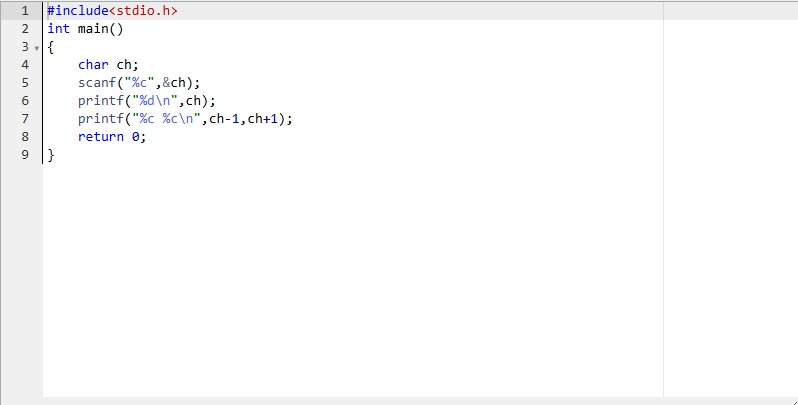 1 #include<stdio.h>
2 int main()
3 {
4     char ch;
5     scanf("%c",&ch);
6     printf("%d\n",ch);
7     printf("%c %c\n",ch-1,ch+1);
8     return 0;
9 }